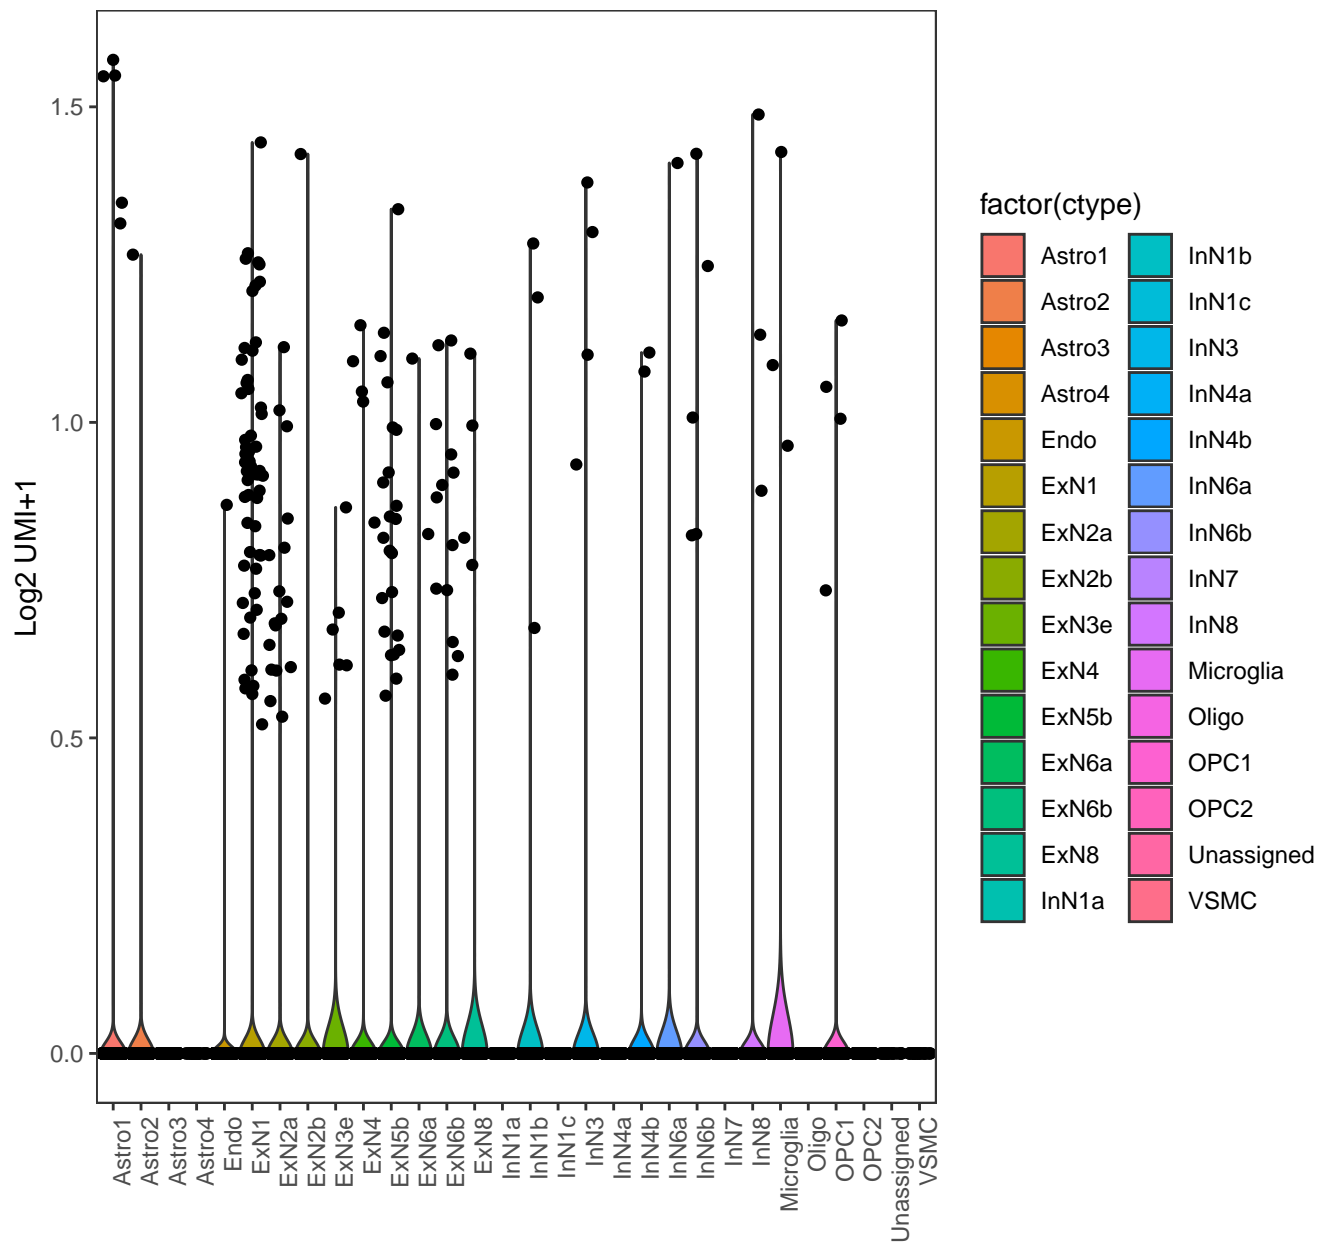 Log2 UMI+1
1.5
1.0
0.5
0.0
Astro1
Astro2
Astro3
Astro4
Endo
ExN1
ExN2a
ExN2b
ExN3e
ExN4
ExN5b
ExN6a
ExN6b
ExN8
InN1a
InN1b
InN1c
InN3
InN4a
InN4b
InN6a
InN6b
InN7
InN8
Microglia
Oligo
OPC1
OPC2
Unassigned
VSMC
factor(ctype)
Astro1
Astro2
Astro3
Astro4
Endo
ExN1
ExN2a
ExN2b
ExN3e
ExN4
ExN5b
ExN6a
ExN6b
ExN8
InN1a
InN1b
InN1c
InN3
InN4a
InN4b
InN6a
InN6b
InN7
InN8
Microglia
Oligo
OPC1
OPC2
Unassigned
VSMC